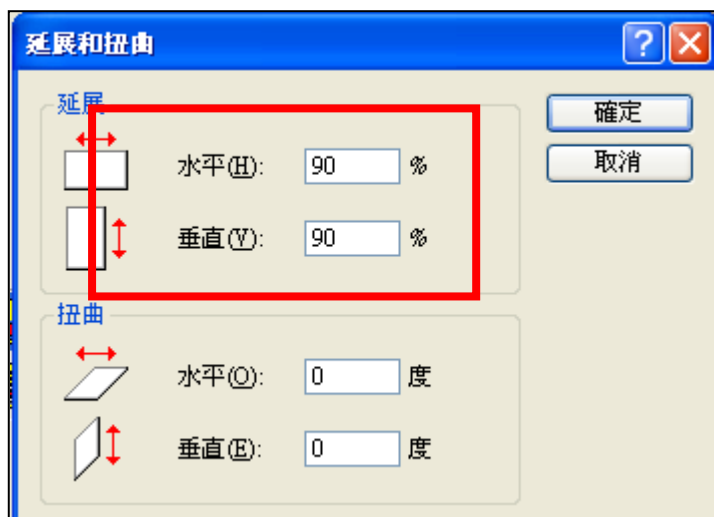 延展和扭曲
延展
確定
水平(H): 90 %
取消
垂直(V): 90 %
扭曲
水平(O): 0 度
垂直(E): 0 度